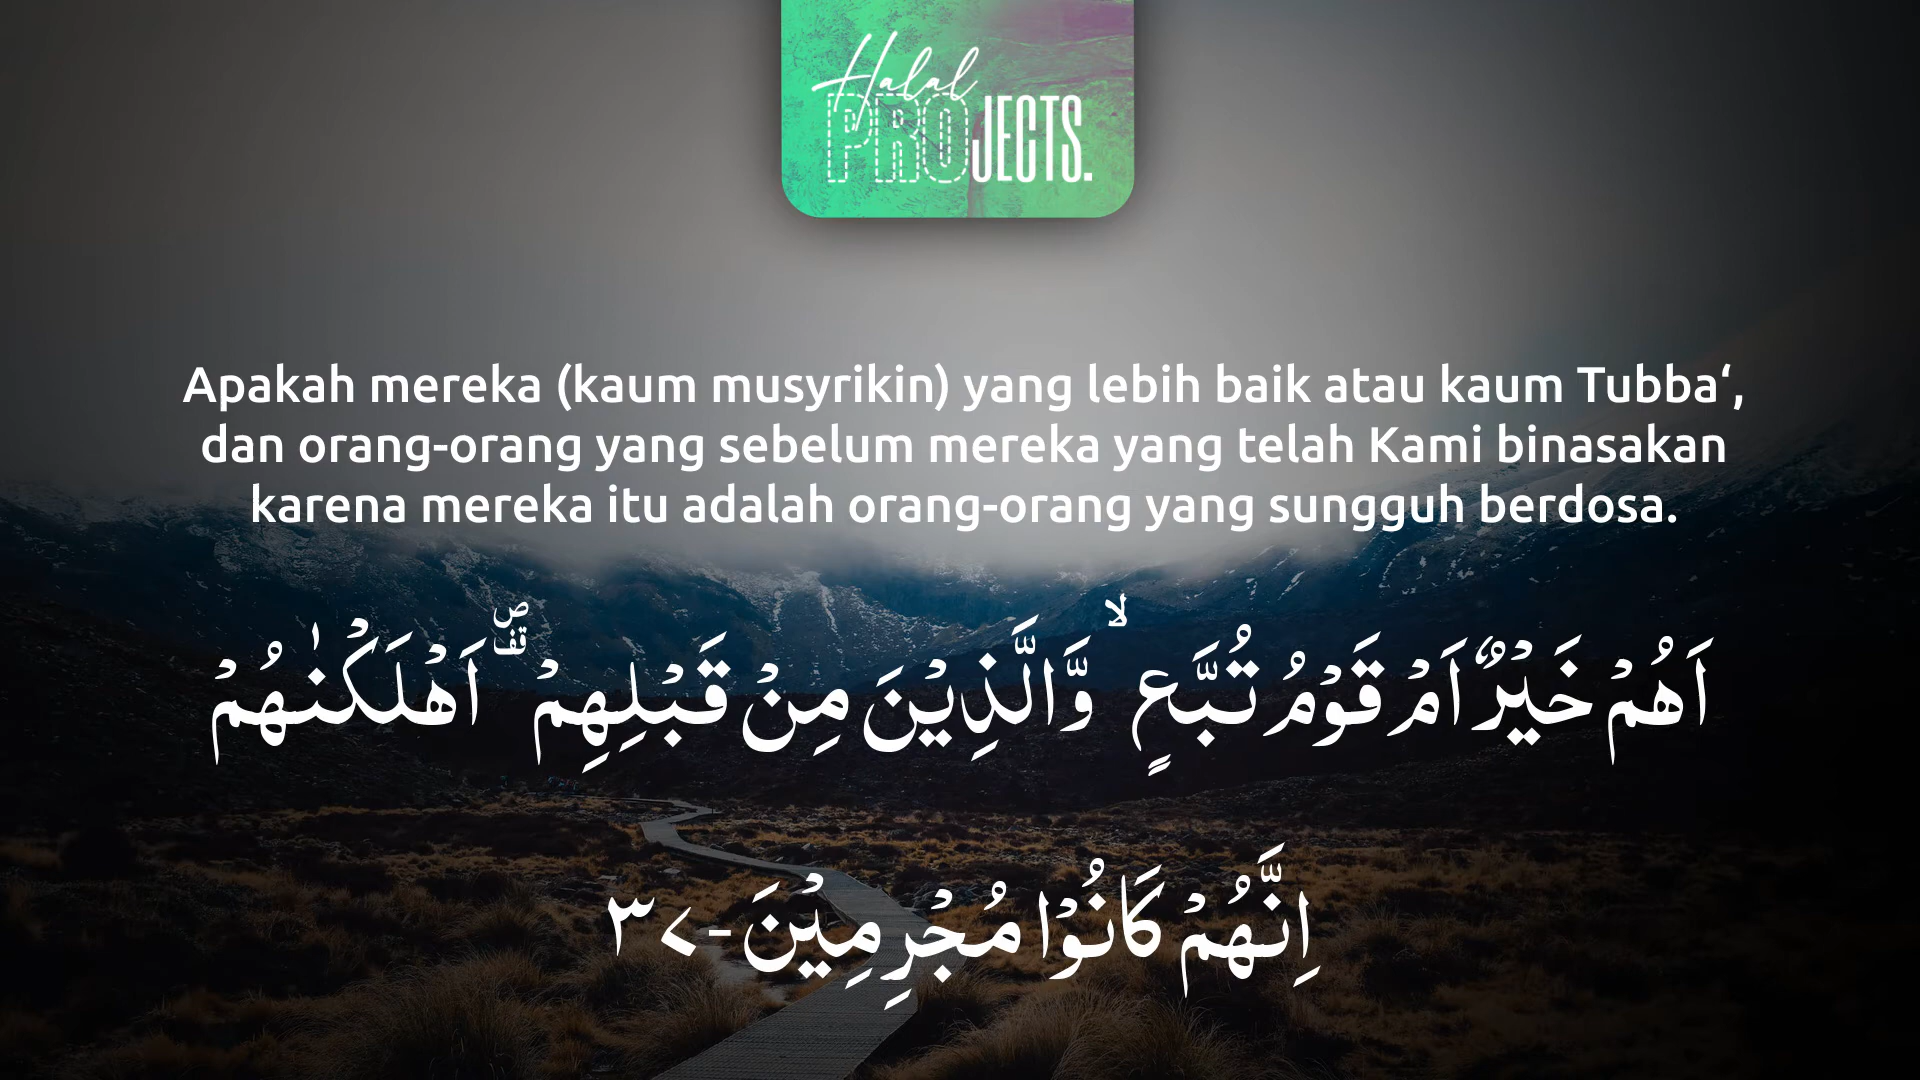 Halal
PROJECTS.
Apakah mereka (kaum musyrikin) yang lebih baik atau kaum Tubba‘,
dan orang-orang yang sebelum mereka yang telah Kami binasakan
karena mereka itu adalah orang-orang yang sungguh berdosa.
اَهُمْ خَيْرٌ اَمْ قَوْمُ تُبَّعٍۙ وَّالَّذِيْنَ مِنْ قَبْلِهِمْۗ اَهْلَكْنٰهُمْ
اِنَّهُمْ كَانُوْا مُجْرِمِيْنَ - ٣٧